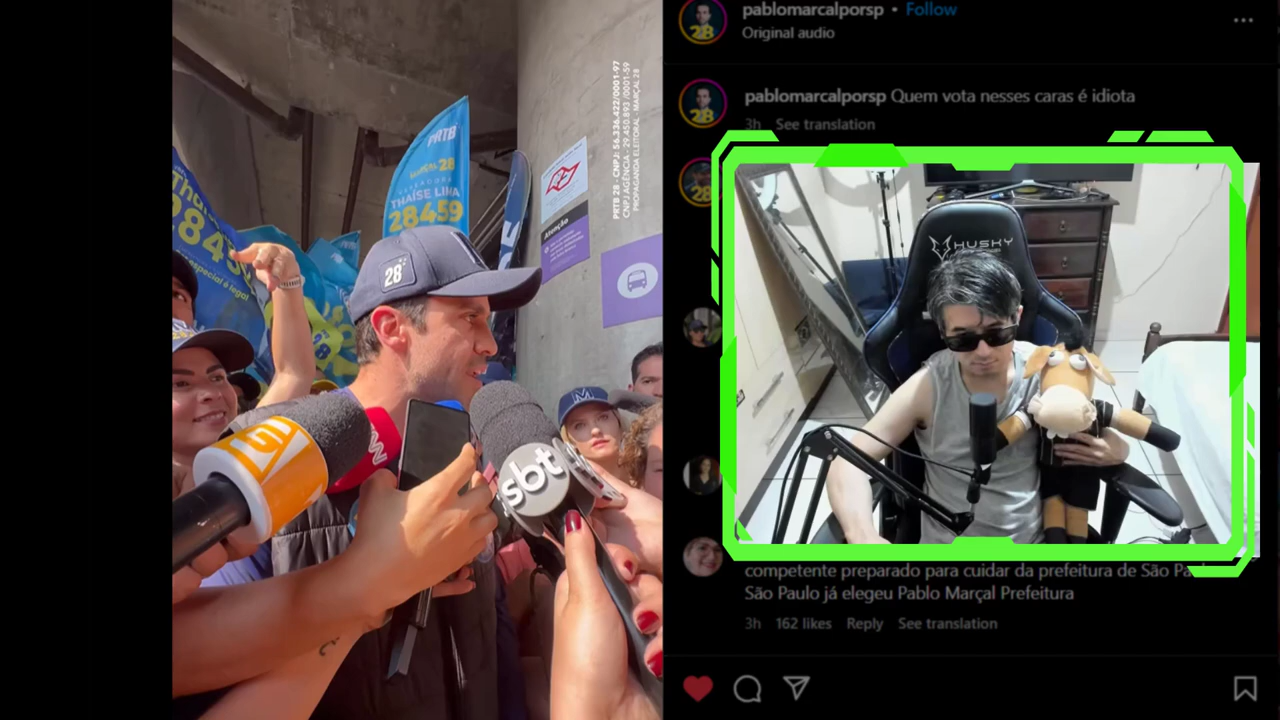 pablomarcalporsp • Follow
Original audio
pablomarcalporsp Quem vota nesses caras é idiota
3h See translation
competente preparado para cuidar da prefeitura de São
São Paulo já elegeu Pablo Marçal Prefeitura
3h 162 likes Reply See translation
PRTB 28 - CNPJ: 56.336.422/0001-97
CNPJ AGÊNCIA - 29.450.893 /0001-59
PROPAGANDA ELEITORAL - MARÇAL 28
PRTB
28
THAÍSE LIMA
28459
Atenção
28
sbt
HUSKY
28
28